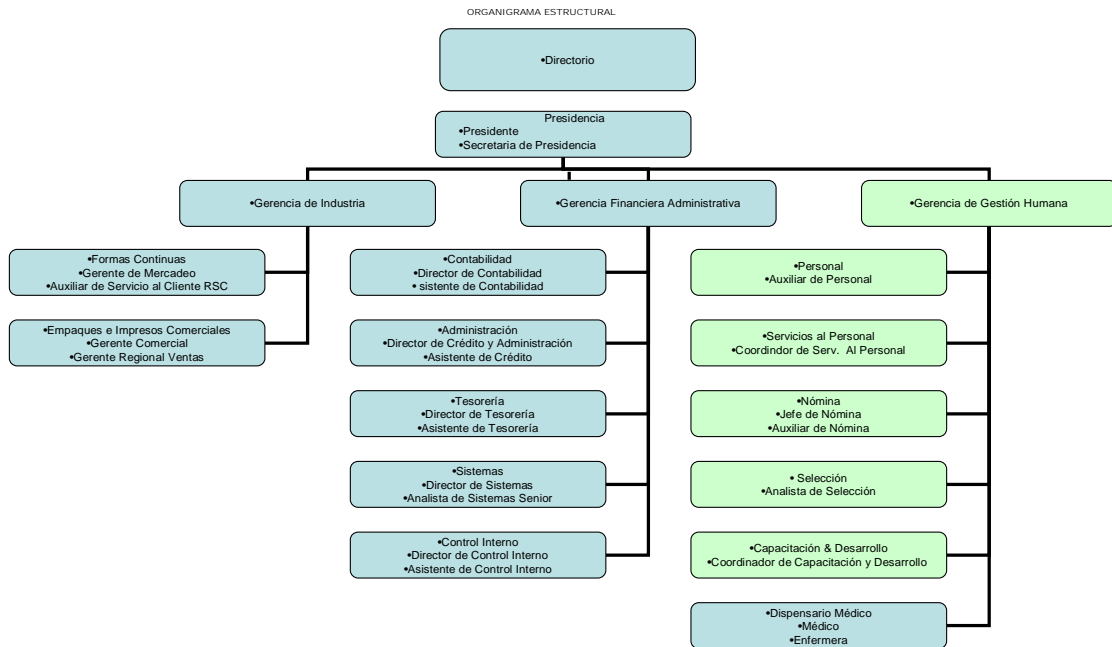 ORGANIGRAMA ESTRUCTURAL
•Directorio
Presidencia
•Presidente
•Secretaria de Presidencia
•Gerencia de Industria
•Gerencia Financiera Administrativa
•Gerencia de Gestión Humana
•Formas Continuas
•Gerente de Mercadeo
•Auxiliar de Servicio al Cliente RSC
•Empaques e Impresos Comerciales
•Gerente Comercial
•Gerente Regional Ventas
•Contabilidad
•Director de Contabilidad
• sistente de Contabilidad
•Administración
•Director de Crédito y Administración
•Asistente de Crédito
•Tesorería
•Director de Tesorería
•Asistente de Tesorería
•Sistemas
•Director de Sistemas
•Analista de Sistemas Senior
•Control Interno
•Director de Control Interno
•Asistente de Control Interno
•Personal
•Auxiliar de Personal
•Servicios al Personal
•Coordindor de Serv. Al Personal
•Nómina
•Jefe de Nómina
•Auxiliar de Nómina
• Selección
•Analista de Selección
•Capacitación & Desarrollo
•Coordinador de Capacitación y Desarrollo
•Dispensario Médico
•Médico
•Enfermera